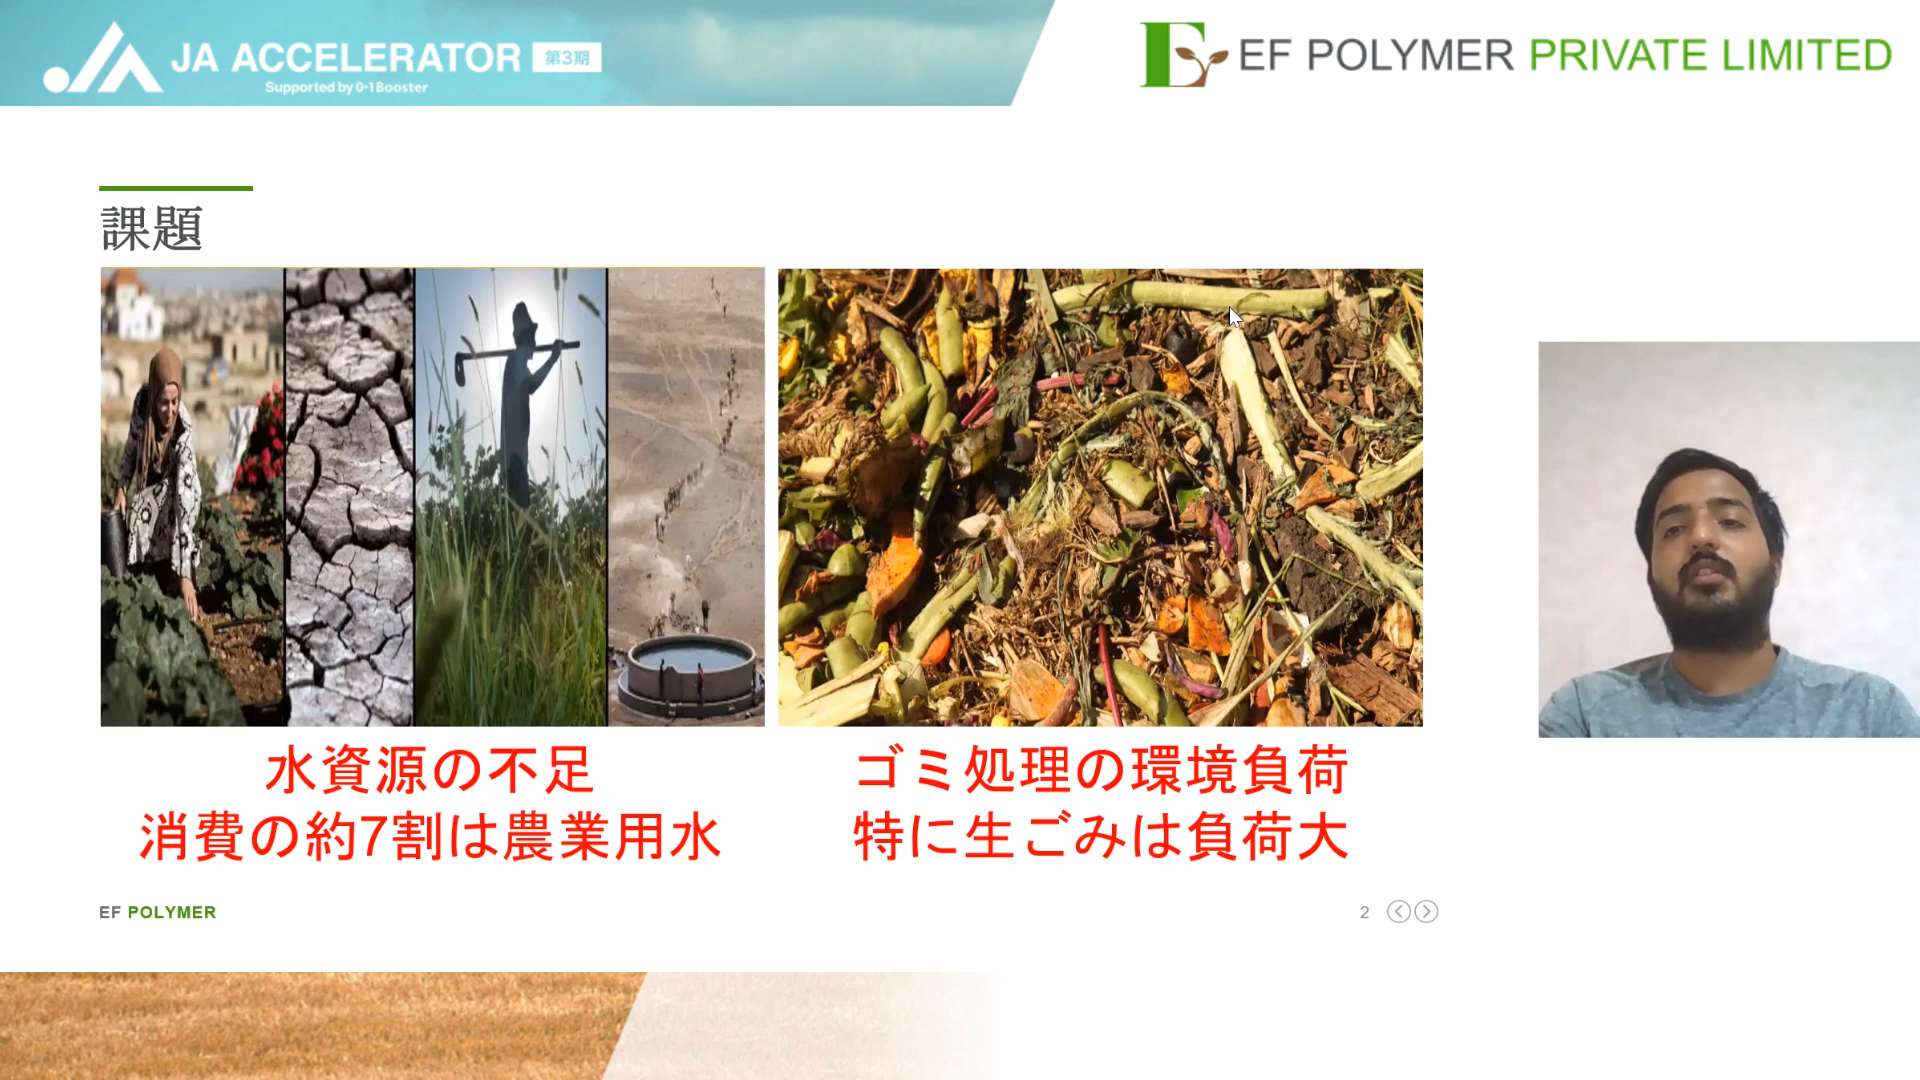 JA ACCELERATOR 第3期
Supported by 0•1Booster
EF POLYMER PRIVATE LIMITED
課題
水資源の不足
消費の約7割は農業用水
ゴミ処理の環境負荷
特に生ごみは負荷大
EF POLYMER
2